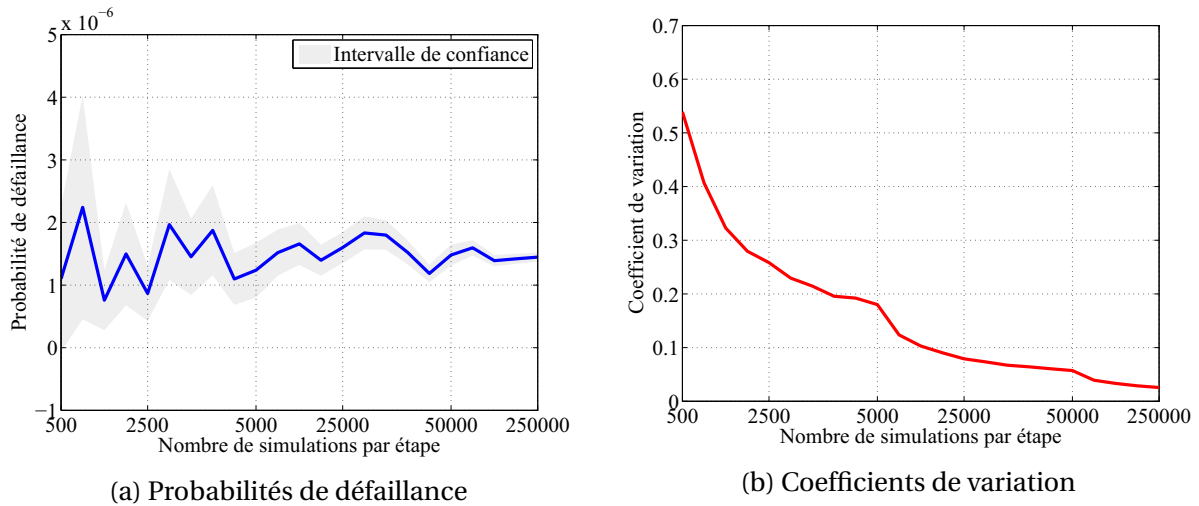 x 10⁻⁶
5
4
3
2
1
0
−1
Probabilité de défaillance
Intervalle de confiance
500 2500 5000 25000 50000 250000
Nombre de simulations par étape
(a) Probabilités de défaillance
0.7
0.6
0.5
0.4
0.3
0.2
0.1
0
Coefficient de variation
500 2500 5000 25000 50000 250000
Nombre de simulations par étape
(b) Coefficients de variation